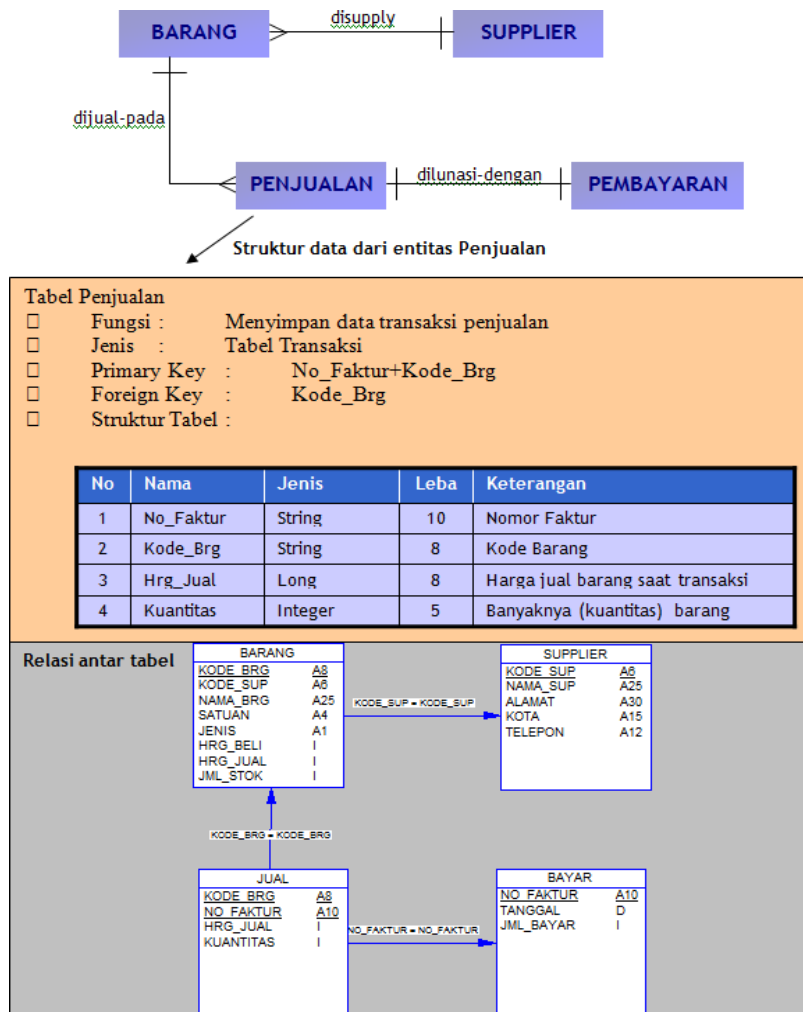 disupply
BARANG
SUPPLIER
dijual-pada
PENJUALAN
dilunasi-dengan
PEMBAYARAN
Struktur data dari entitas Penjualan
Tabel Penjualan
□ Fungsi : Menyimpan data transaksi penjualan
□ Jenis : Tabel Transaksi
□ Primary Key : No_Faktur+Kode_Brg
□ Foreign Key : Kode_Brg
□ Struktur Tabel :
No Nama Jenis Leba Keterangan
1 No_Faktur String 10 Nomor Faktur
2 Kode_Brg String 8 Kode Barang
3 Hrg_Jual Long 8 Harga jual barang saat transaksi
4 Kuantitas Integer 5 Banyaknya (kuantitas) barang
Relasi antar tabel
BARANG
KODE_BRG A8
KODE_SUP A6
NAMA_BRG A25
SATUAN A4
JENIS A1
HRG_BELI I
HRG_JUAL I
JML_STOK I
KODE_SUP = KODE_SUP
SUPPLIER
KODE_SUP A6
NAMA_SUP A25
ALAMAT A30
KOTA A15
TELEPON A12
KODE_BRG = KODE_BRG
JUAL
KODE_BRG A8
NO_FAKTUR A10
HRG_JUAL I
KUANTITAS I
NO_FAKTUR = NO_FAKTUR
BAYAR
NO_FAKTUR A10
TANGGAL D
JML_BAYAR I